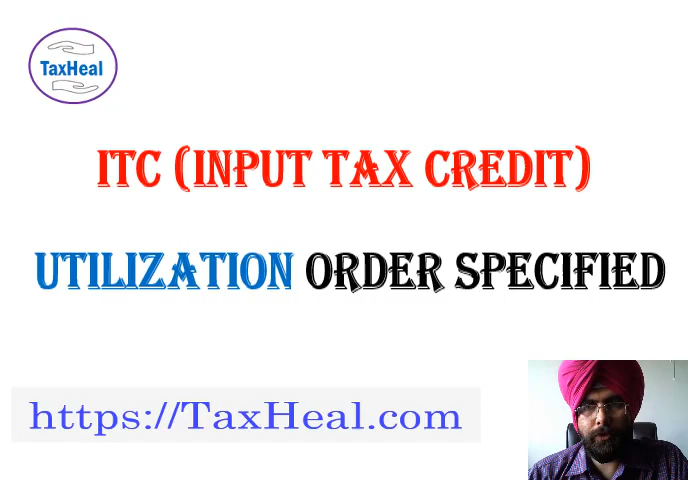 TaxHeal
ITC (INPUT TAX CREDIT)
UTILIZATION ORDER SPECIFIED
https://TaxHeal.com